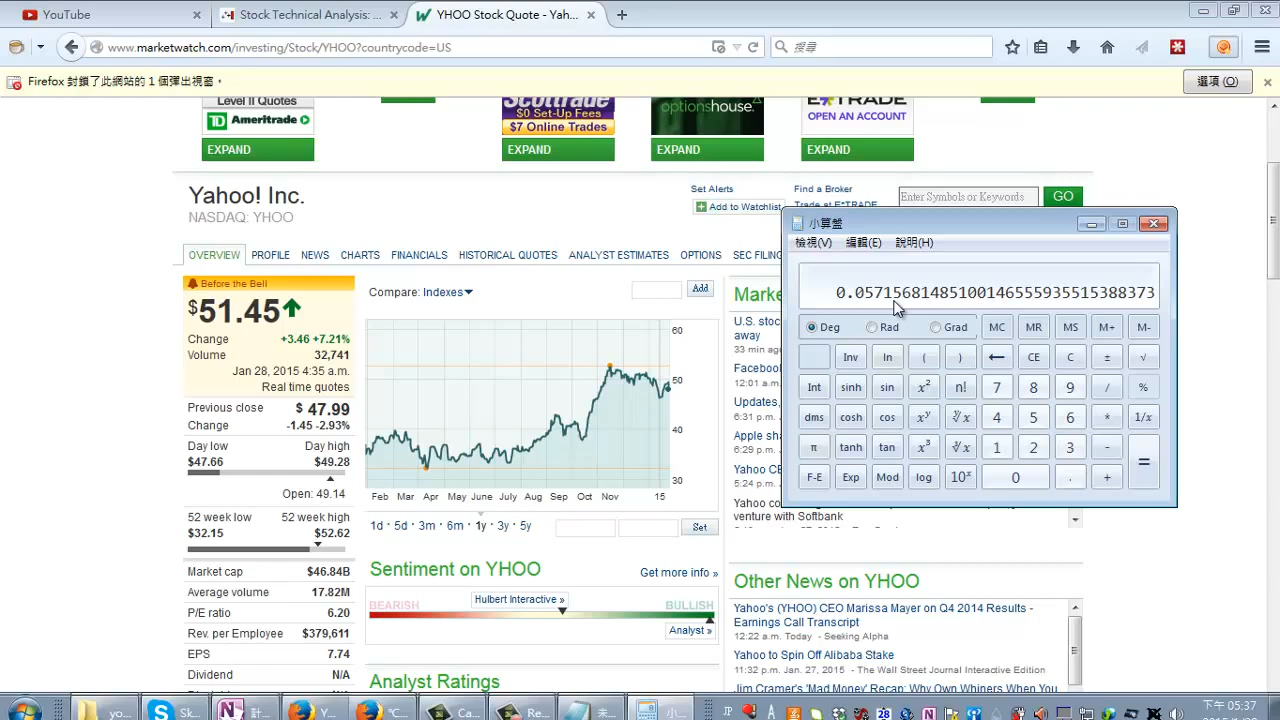 YouTube
Stock Technical Analysis:
YHOO Stock Quote - Yah...
www.marketwatch.com/investing/Stock/YHOO?countrycode=US
搜尋
Firefox 封鎖了此網站的 1 個彈出視窗。
選項 (O)
Level II Quotes
TD Ameritrade
Scottrade
$0 Set-Up Fees
$7 Online Trades
optionshouse
E*TRADE
OPEN AN ACCOUNT
EXPAND
EXPAND
EXPAND
EXPAND
Yahoo! Inc.
NASDAQ: YHOO
Set Alerts
Find a Broker
Add to Watchlist
Trade at E*TRADE
Enter Symbols or Keywords
GO
OVERVIEW
PROFILE
NEWS
CHARTS
FINANCIALS
HISTORICAL QUOTES
ANALYST ESTIMATES
OPTIONS
SEC FILING
Before the Bell
$51.45
Change +3.46 +7.21%
Volume 32,741
Jan 28, 2015 4:35 a.m.
Real time quotes
Previous close $ 47.99
Change -1.45 -2.93%
Day low Day high
$47.66 $49.28
Open: 49.14
52 week low 52 week high
$32.15 $52.62
Market cap $46.84B
Average volume 17.82M
P/E ratio 6.20
Rev. per Employee $379,611
EPS 7.74
Dividend N/A
Compare: Indexes
Add
60
50
40
30
Feb Mar Apr May June July Aug Sep Oct Nov 15
1d 5d 3m 6m 1y 3y 5y
Set
Sentiment on YHOO
Get more info »
BEARISH
Hulbert Interactive »
BULLISH
Analyst »
Analyst Ratings
Marke
U.S. stoc
away
33 min ago
Facebook
12:01 a.m.
Updates,
6:31 p.m.
Apple sha
6:29 p.m.
Yahoo CE
5:24 p.m.
Yahoo co
venture with Softbank
Other News on YHOO
Yahoo's (YHOO) CEO Marissa Mayer on Q4 2014 Results -
Earnings Call Transcript
12:22 a.m. Today - Seeking Alpha
Yahoo to Spin Off Alibaba Stake
11:32 p.m. Jan. 27, 2015 - The Wall Street Journal Interactive Edition
Jim Cramer's 'Mad Money' Recap: Why Own Whiners When You
小算盤
檢視(V) 編輯(E) 說明(H)
0.05715681485100146555935515388373
Deg Rad Grad MC MR MS M+ M-
Inv ln ( ) ← CE C ± √
Int sinh sin x² n! 7 8 9 / %
dms cosh cos xʸ ʸ√x 4 5 6 * 1/x
π tanh tan x³ ³√x 1 2 3 - =
F-E Exp Mod log 10ˣ 0 . +
yo...
Sk...
計...
Y...
℃...
Ca...
Re...
未...
小...
JP
28
下午 05:37